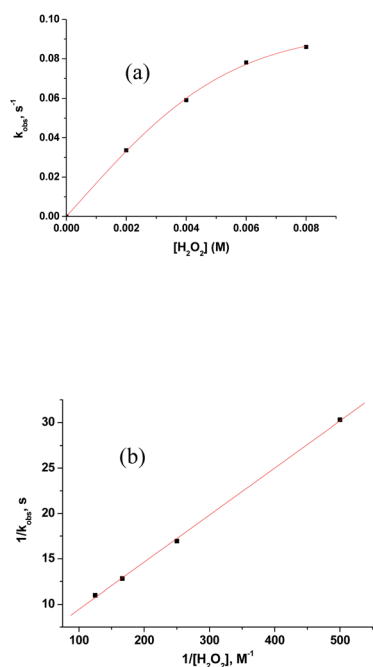 (a)
k_obs, s⁻¹
0.10
0.08
0.06
0.04
0.02
0.00
0.000 0.002 0.004 0.006 0.008
[H₂O₂] (M)
(b)
1/k_obs, s
30
25
20
15
10
100 200 300 400 500
1/[H₂O₂], M⁻¹